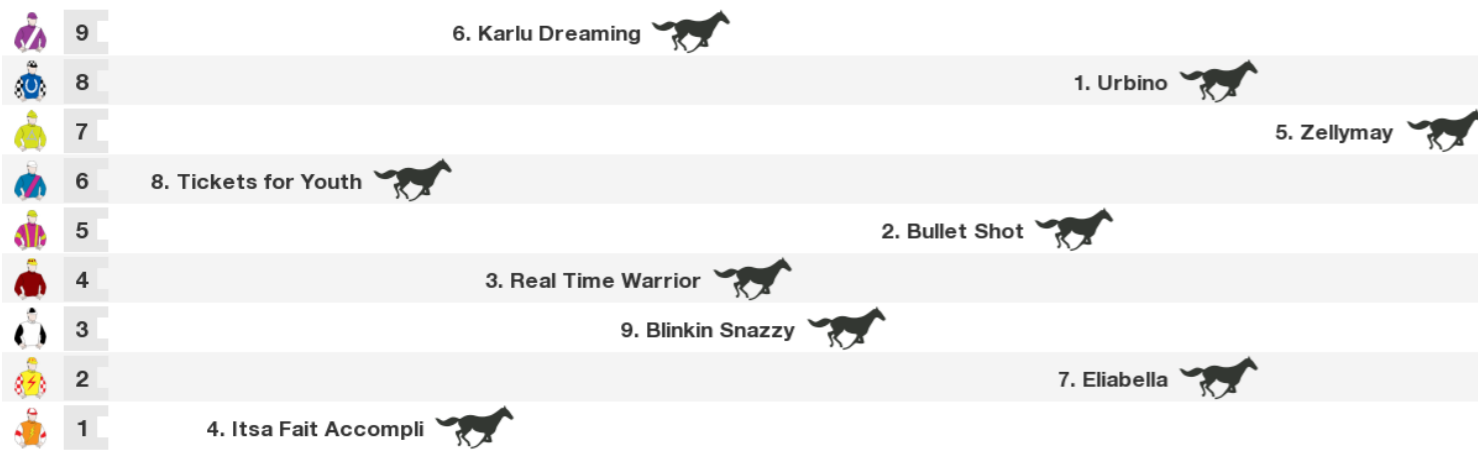 9 6. Karlu Dreaming
8 1. Urbino
7 5. Zellymay
6 8. Tickets for Youth
5 2. Bullet Shot
4 3. Real Time Warrior
3 9. Blinkin Snazzy
2 7. Eliabella
1 4. Itsa Fait Accompli